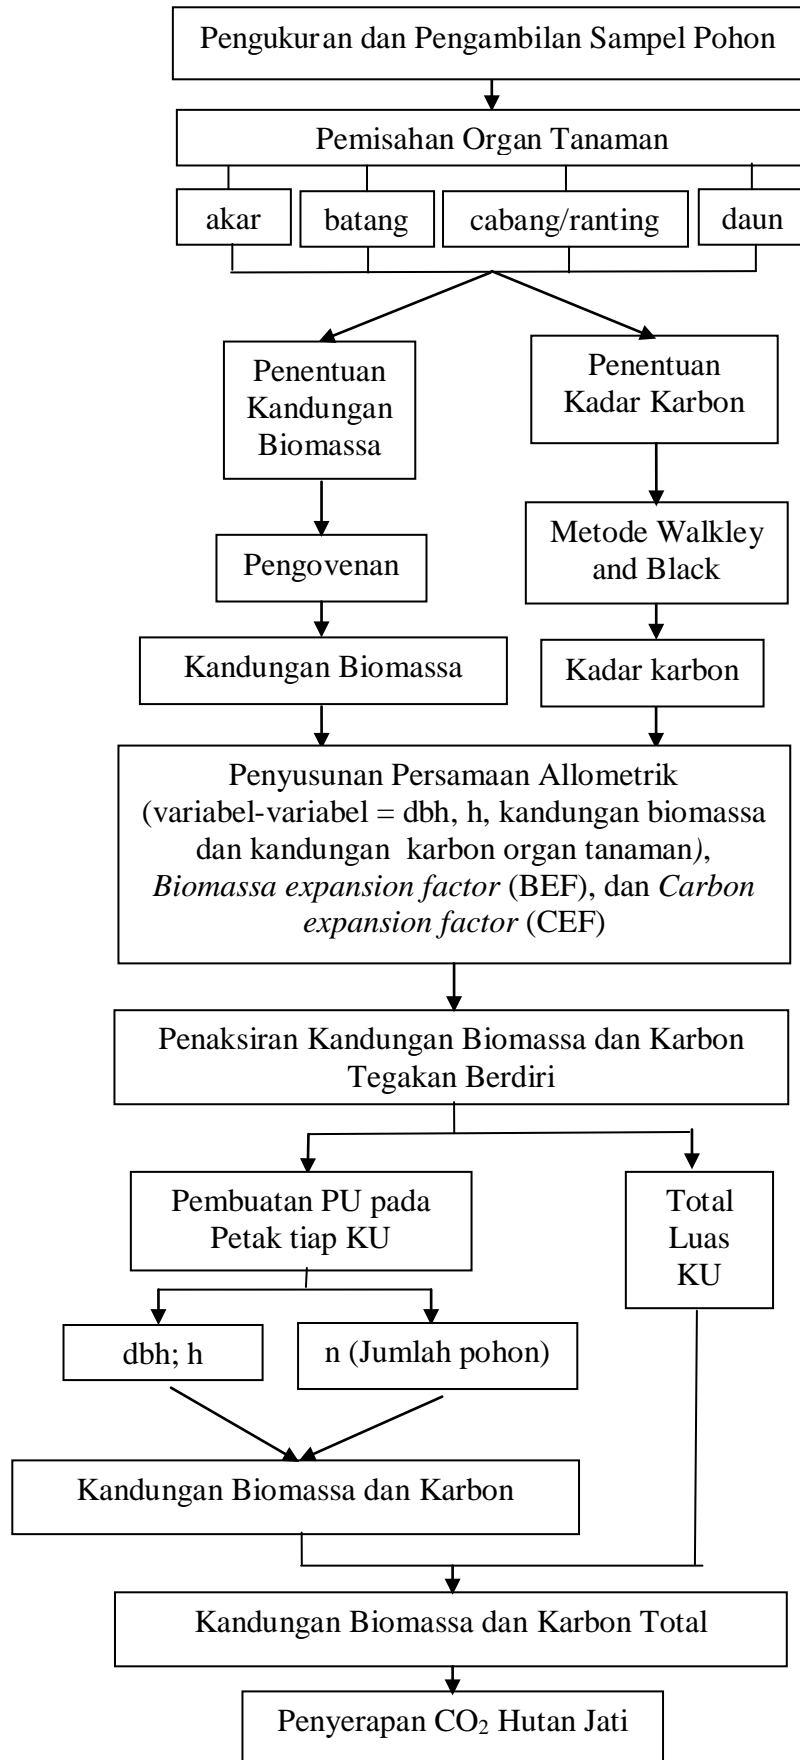 Pengukuran dan Pengambilan Sampel Pohon
Pemisahan Organ Tanaman
akar
batang
cabang/ranting
daun
Penentuan
Kandungan
Biomassa
Penentuan
Kadar Karbon
Pengovenan
Metode Walkley
and Black
Kandungan Biomassa
Kadar karbon
Penyusunan Persamaan Allometrik
(variabel-variabel = dbh, h, kandungan biomassa
dan kandungan karbon organ tanaman),
Biomassa expansion factor (BEF), dan Carbon
expansion factor (CEF)
Penaksiran Kandungan Biomassa dan Karbon
Tegakan Berdiri
Pembuatan PU pada
Petak tiap KU
Total
Luas
KU
dbh; h
n (Jumlah pohon)
Kandungan Biomassa dan Karbon
Kandungan Biomassa dan Karbon Total
Penyerapan CO₂ Hutan Jati